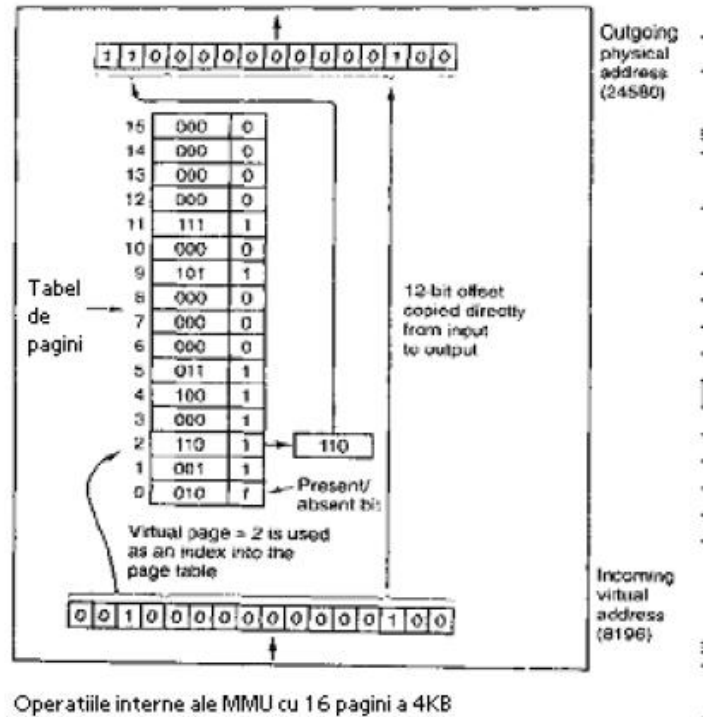 1 1 0 0 0 0 0 0 0 0 0 0 1 0 0
Outgoing
physical
address
(24580)
15 000 0
14 000 0
13 000 0
12 000 0
11 111 1
10 000 0
9 101 1
8 000 0
7 000 0
6 000 0
5 011 1
4 100 1
3 000 1
2 110 1
1 001 1
0 010 1
110
Tabel
de
pagini
12-bit offset
copied directly
from input
to output
Present/
absent bit
Virtual page = 2 is used
as an index into the
page table
0 0 1 0 0 0 0 0 0 0 0 0 0 1 0 0
Incoming
virtual
address
(8196)
Operatiile interne ale MMU cu 16 pagini a 4KB